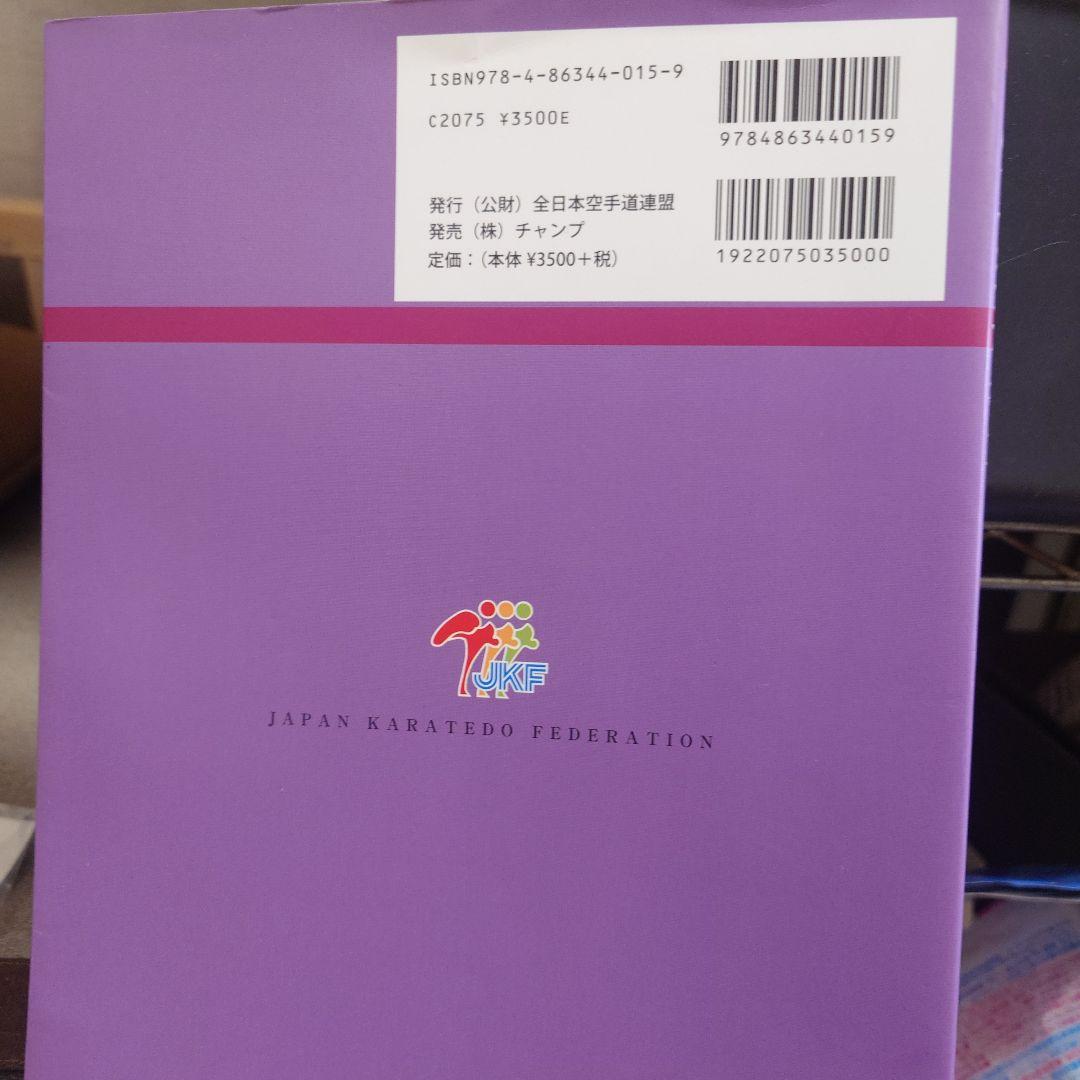 ISBN978-4-86344-015-9
C2075 ¥3500E
9784863440159
発行（公財）全日本空手道連盟
発売（株）チャンプ
定価：（本体 ¥3500＋税）
1922075035000
JKF
JAPAN KARATEDO FEDERATION